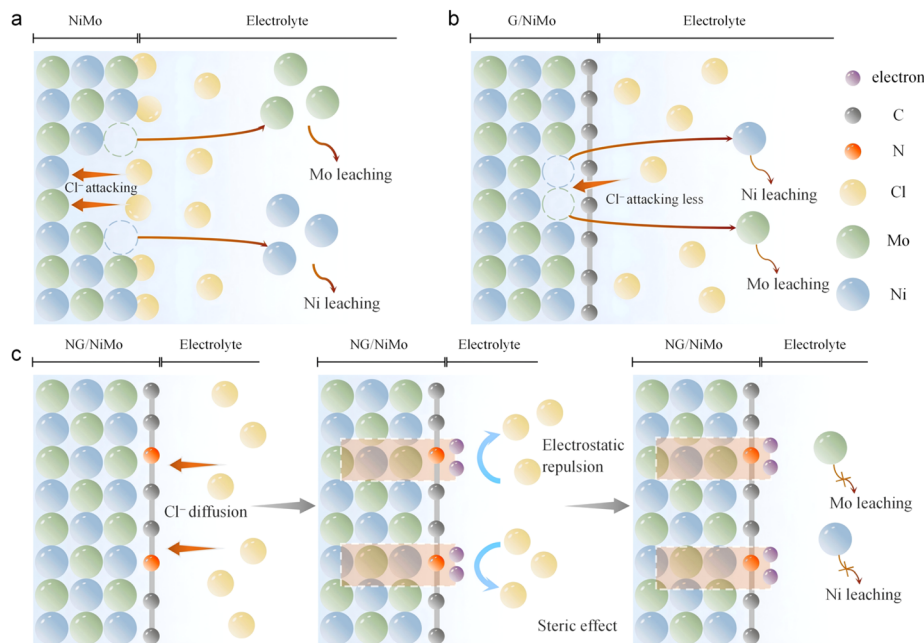 a
NiMo
Electrolyte
Cl⁻ attacking
Mo leaching
Ni leaching
b
G/NiMo
Electrolyte
Cl⁻ attacking less
Ni leaching
Mo leaching
electron
C
N
Cl
Mo
Ni
c
NG/NiMo
Electrolyte
Cl⁻ diffusion
NG/NiMo
Electrolyte
Electrostatic
repulsion
Steric effect
NG/NiMo
Electrolyte
Mo leaching
Ni leaching